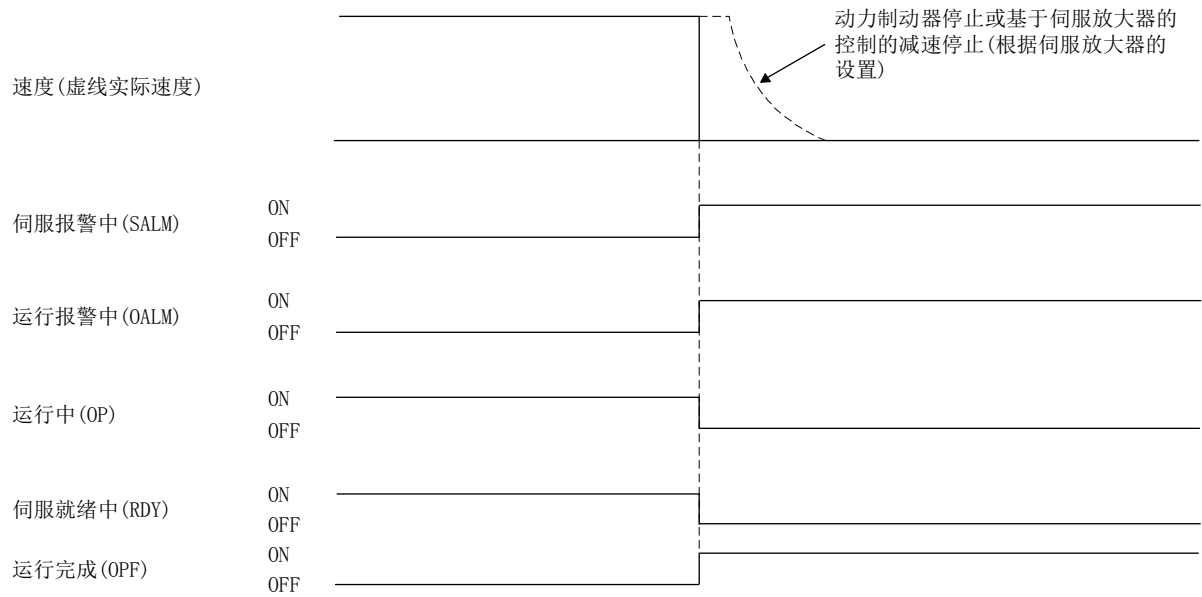 动力制动器停止或基于伺服放大器的
控制的减速停止(根据伺服放大器的
设置)
速度(虚线实际速度)
伺服报警中(SALM)
ON
OFF
运行报警中(OALM)
ON
OFF
运行中(OP)
ON
OFF
伺服就绪中(RDY)
ON
OFF
运行完成(OPF)
ON
OFF